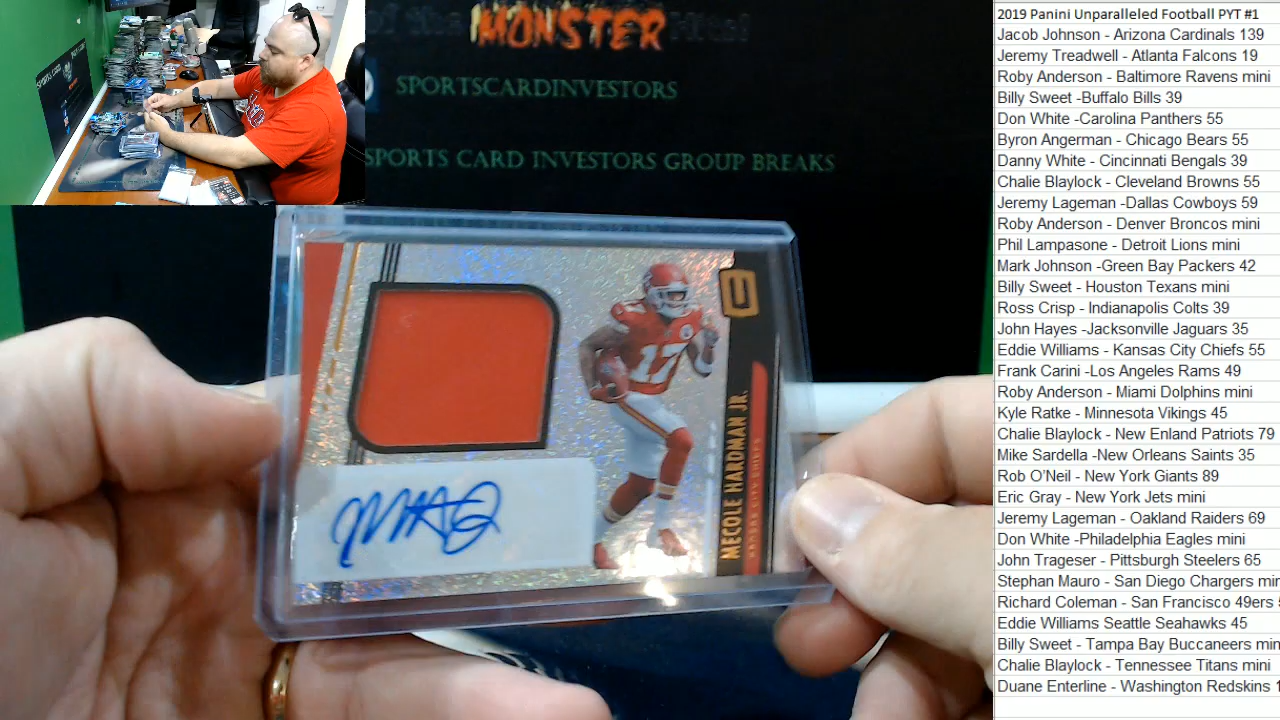 MONSTER
SPORTSCARDINVESTORS
SPORTS CARD INVESTORS GROUP BREAKS
U
17
MECOLE HARDMAN JR.
KANSAS CITY CHIEFS
2019 Panini Unparalleled Football PYT #1
Jacob Johnson - Arizona Cardinals 139
Jeremy Treadwell - Atlanta Falcons 19
Roby Anderson - Baltimore Ravens mini
Billy Sweet -Buffalo Bills 39
Don White -Carolina Panthers 55
Byron Angerman - Chicago Bears 55
Danny White - Cincinnati Bengals 39
Chalie Blaylock - Cleveland Browns 55
Jeremy Lageman -Dallas Cowboys 59
Roby Anderson - Denver Broncos mini
Phil Lampasone - Detroit Lions mini
Mark Johnson -Green Bay Packers 42
Billy Sweet - Houston Texans mini
Ross Crisp - Indianapolis Colts 39
John Hayes -Jacksonville Jaguars 35
Eddie Williams - Kansas City Chiefs 55
Frank Carini -Los Angeles Rams 49
Roby Anderson - Miami Dolphins mini
Kyle Ratke - Minnesota Vikings 45
Chalie Blaylock - New Enland Patriots 79
Mike Sardella -New Orleans Saints 35
Rob O'Neil - New York Giants 89
Eric Gray - New York Jets mini
Jeremy Lageman - Oakland Raiders 69
Don White -Philadelphia Eagles mini
John Trageser - Pittsburgh Steelers 65
Stephan Mauro - San Diego Chargers min
Richard Coleman - San Francisco 49ers
Eddie Williams Seattle Seahawks 45
Billy Sweet - Tampa Bay Buccaneers min
Chalie Blaylock - Tennessee Titans mini
Duane Enterline - Washington Redskins 1